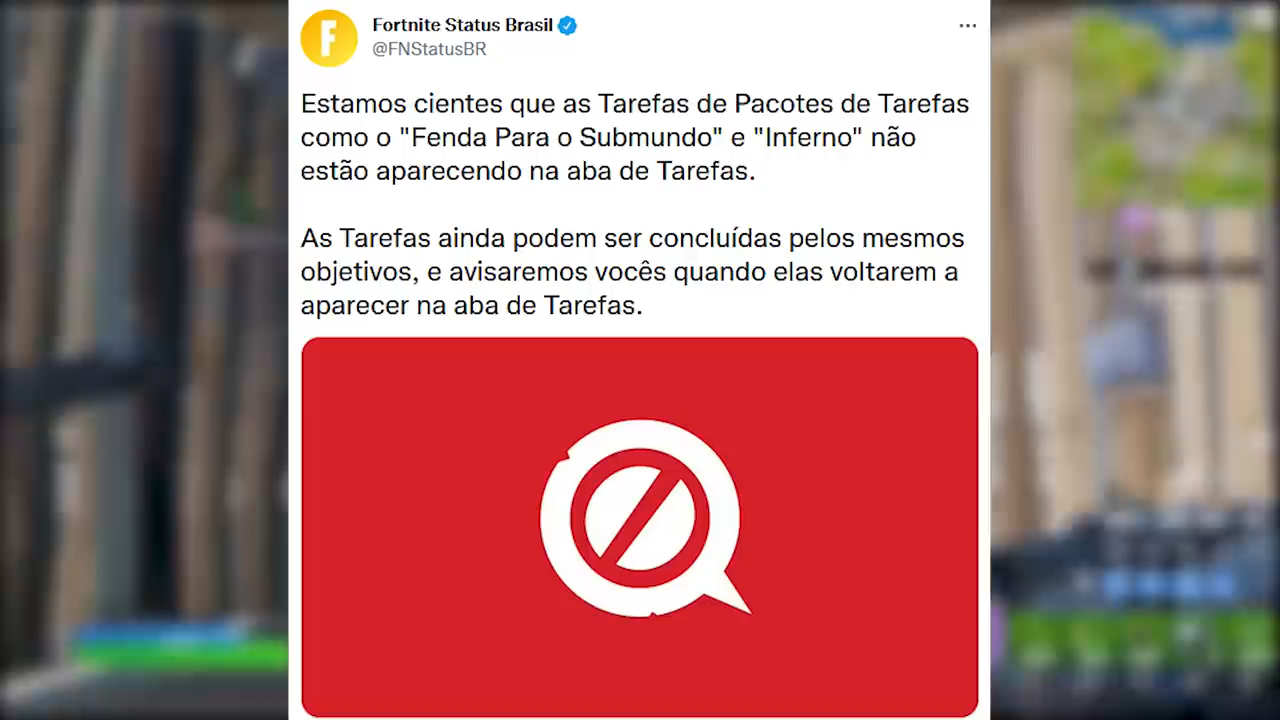 F
Fortnite Status Brasil
@FNStatusBR
Estamos cientes que as Tarefas de Pacotes de Tarefas
como o "Fenda Para o Submundo" e "Inferno" não
estão aparecendo na aba de Tarefas.
As Tarefas ainda podem ser concluídas pelos mesmos
objetivos, e avisaremos vocês quando elas voltarem a
aparecer na aba de Tarefas.